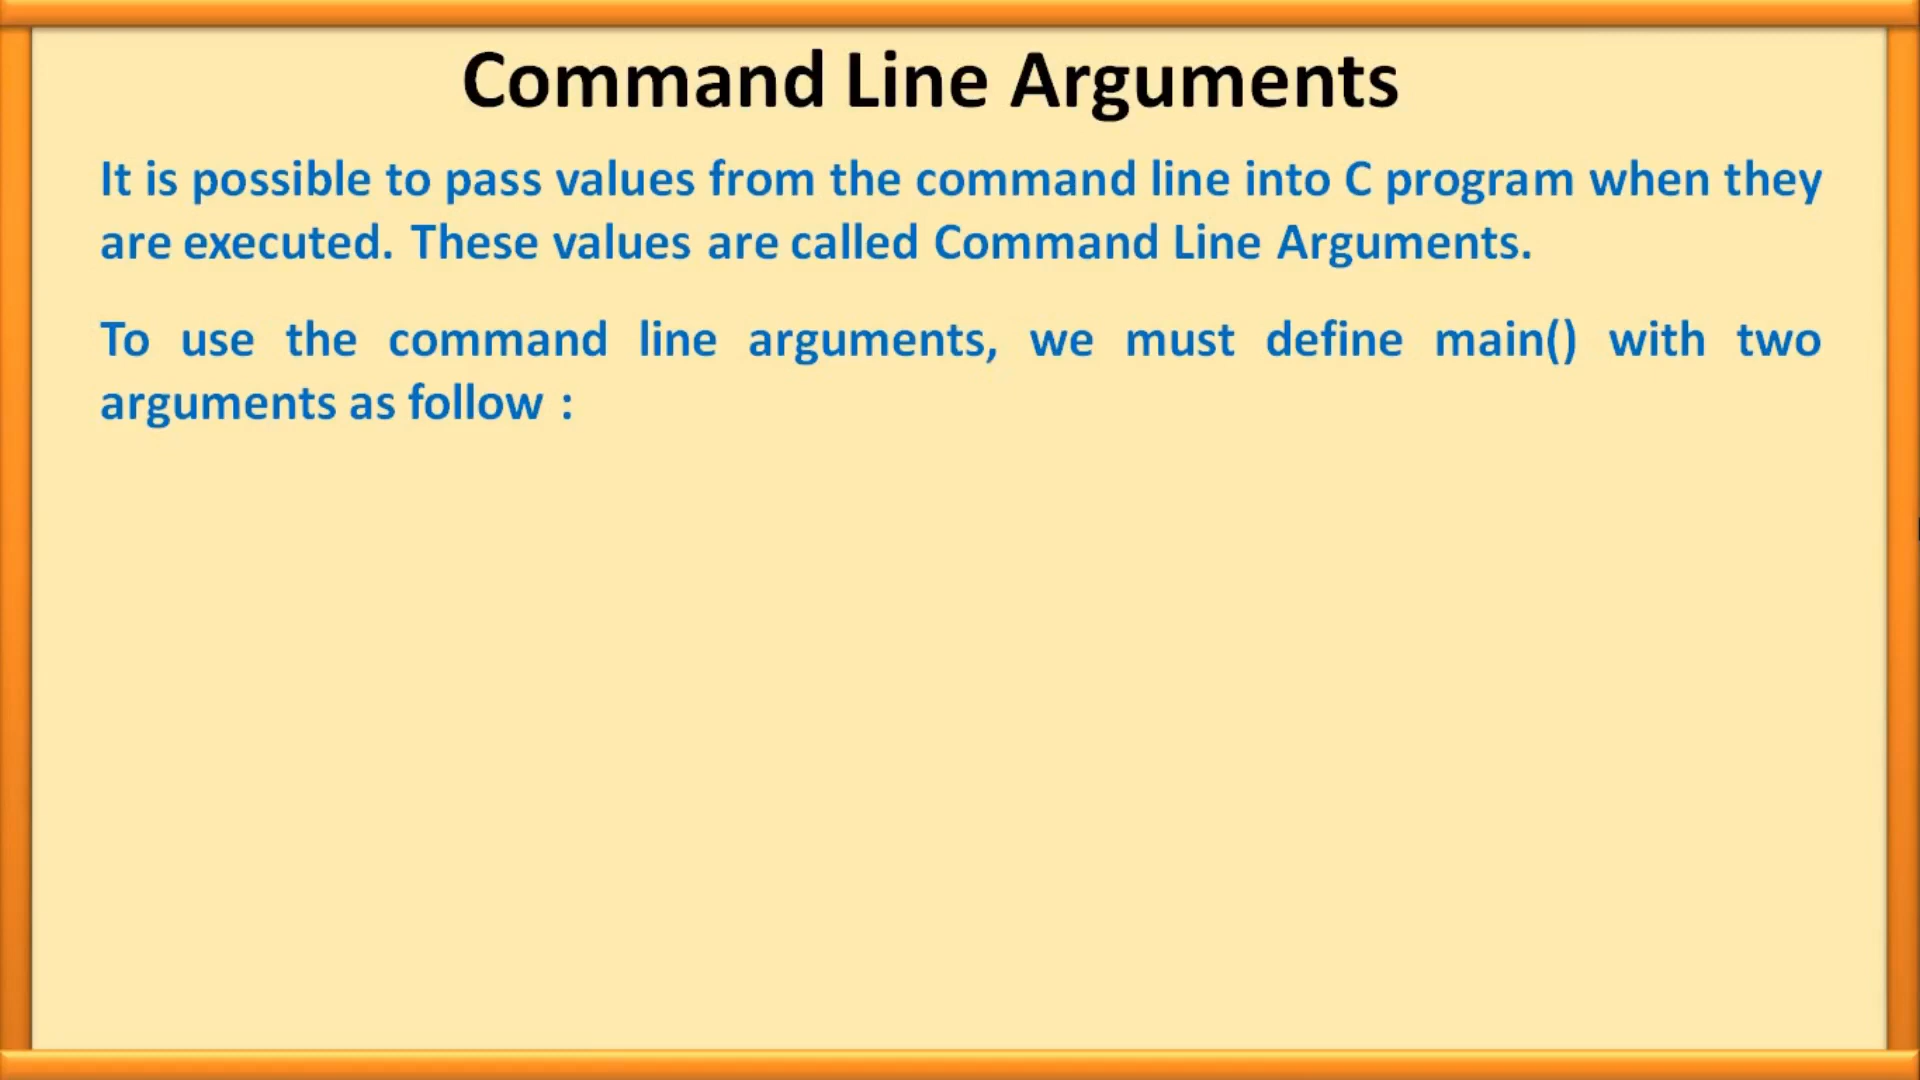 Command Line Arguments
It is possible to pass values from the command line into C program when they
are executed. These values are called Command Line Arguments.
To use the command line arguments, we must define main() with two
arguments as follow :